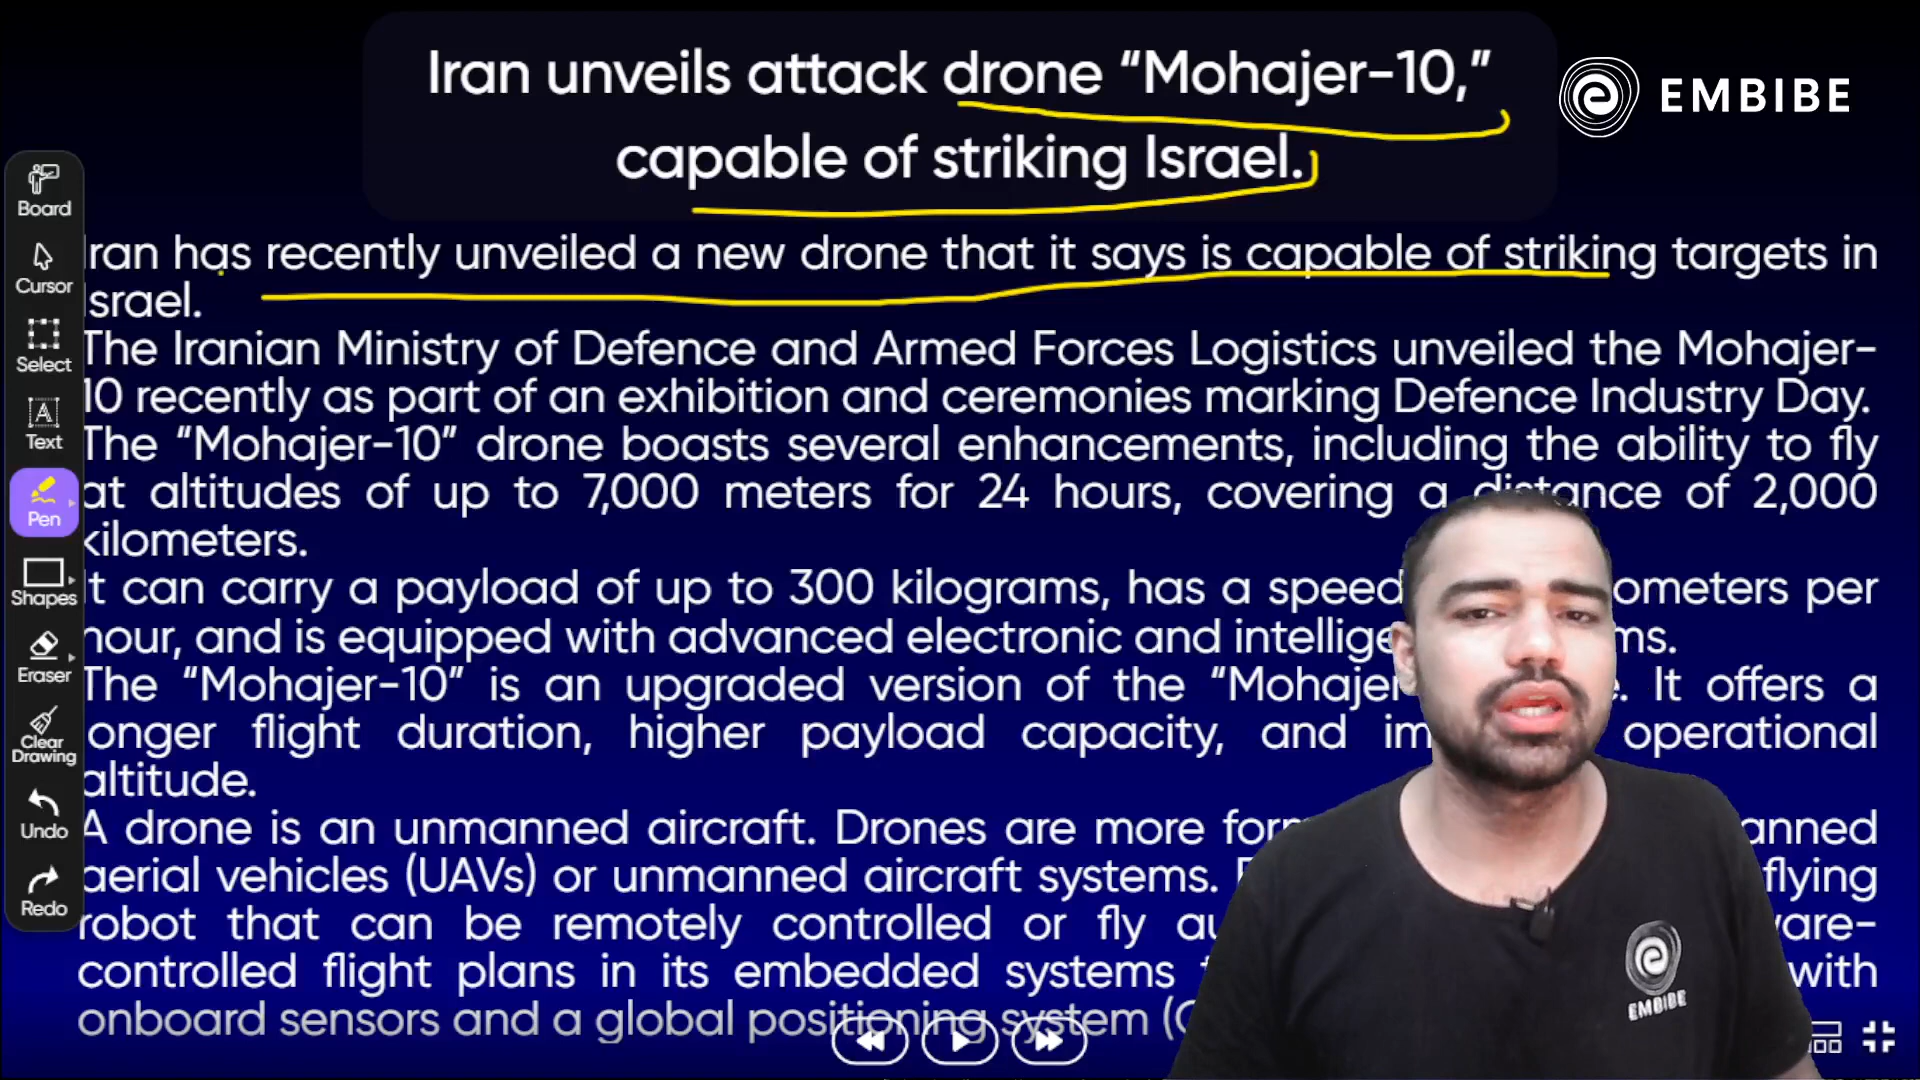 Iran unveils attack drone “Mohajer-10,”
capable of striking Israel.
EMBIBE
Board
Cursor
Select
Text
Pen
Shapes
Eraser
Clear
Drawing
Undo
Redo
Iran has recently unveiled a new drone that it says is capable of striking targets in
Israel.
The Iranian Ministry of Defence and Armed Forces Logistics unveiled the Mohajer-
10 recently as part of an exhibition and ceremonies marking Defence Industry Day.
The “Mohajer-10” drone boasts several enhancements, including the ability to fly
at altitudes of up to 7,000 meters for 24 hours, covering a distance of 2,000
kilometers.
It can carry a payload of up to 300 kilograms, has a speed ometers per
hour, and is equipped with advanced electronic and intellige ms.
The “Mohajer-10” is an upgraded version of the “Mohajer It offers a
longer flight duration, higher payload capacity, and operational
altitude.
A drone is an unmanned aircraft. Drones are more anned
aerial vehicles (UAVs) or unmanned aircraft systems. flying
robot that can be remotely controlled or fly ware-
controlled flight plans in its embedded systems with
onboard sensors and a global positioning system
EMBIBE